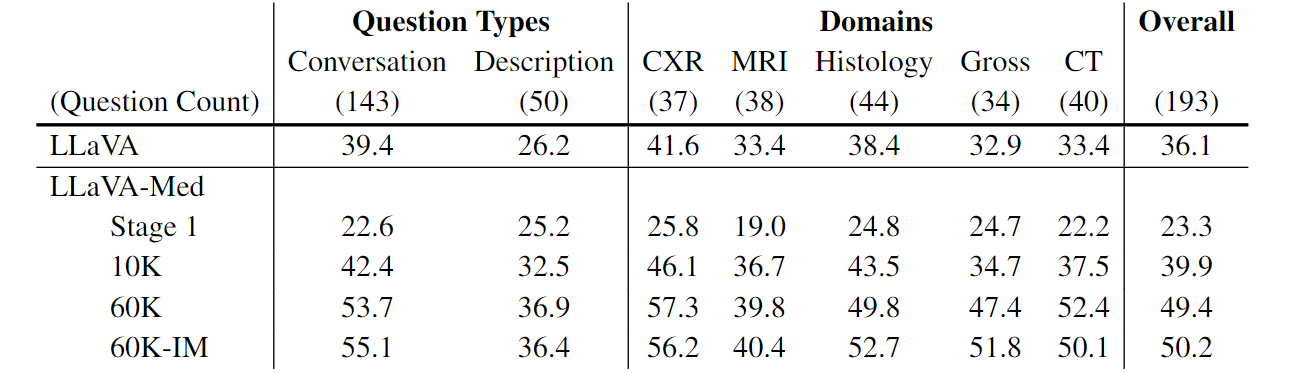 Question Types Domains Overall
Conversation Description CXR MRI Histology Gross CT
(Question Count) (143) (50) (37) (38) (44) (34) (40) (193)
LLaVA 39.4 26.2 41.6 33.4 38.4 32.9 33.4 36.1
LLaVA-Med
Stage 1 22.6 25.2 25.8 19.0 24.8 24.7 22.2 23.3
10K 42.4 32.5 46.1 36.7 43.5 34.7 37.5 39.9
60K 53.7 36.9 57.3 39.8 49.8 47.4 52.4 49.4
60K-IM 55.1 36.4 56.2 40.4 52.7 51.8 50.1 50.2